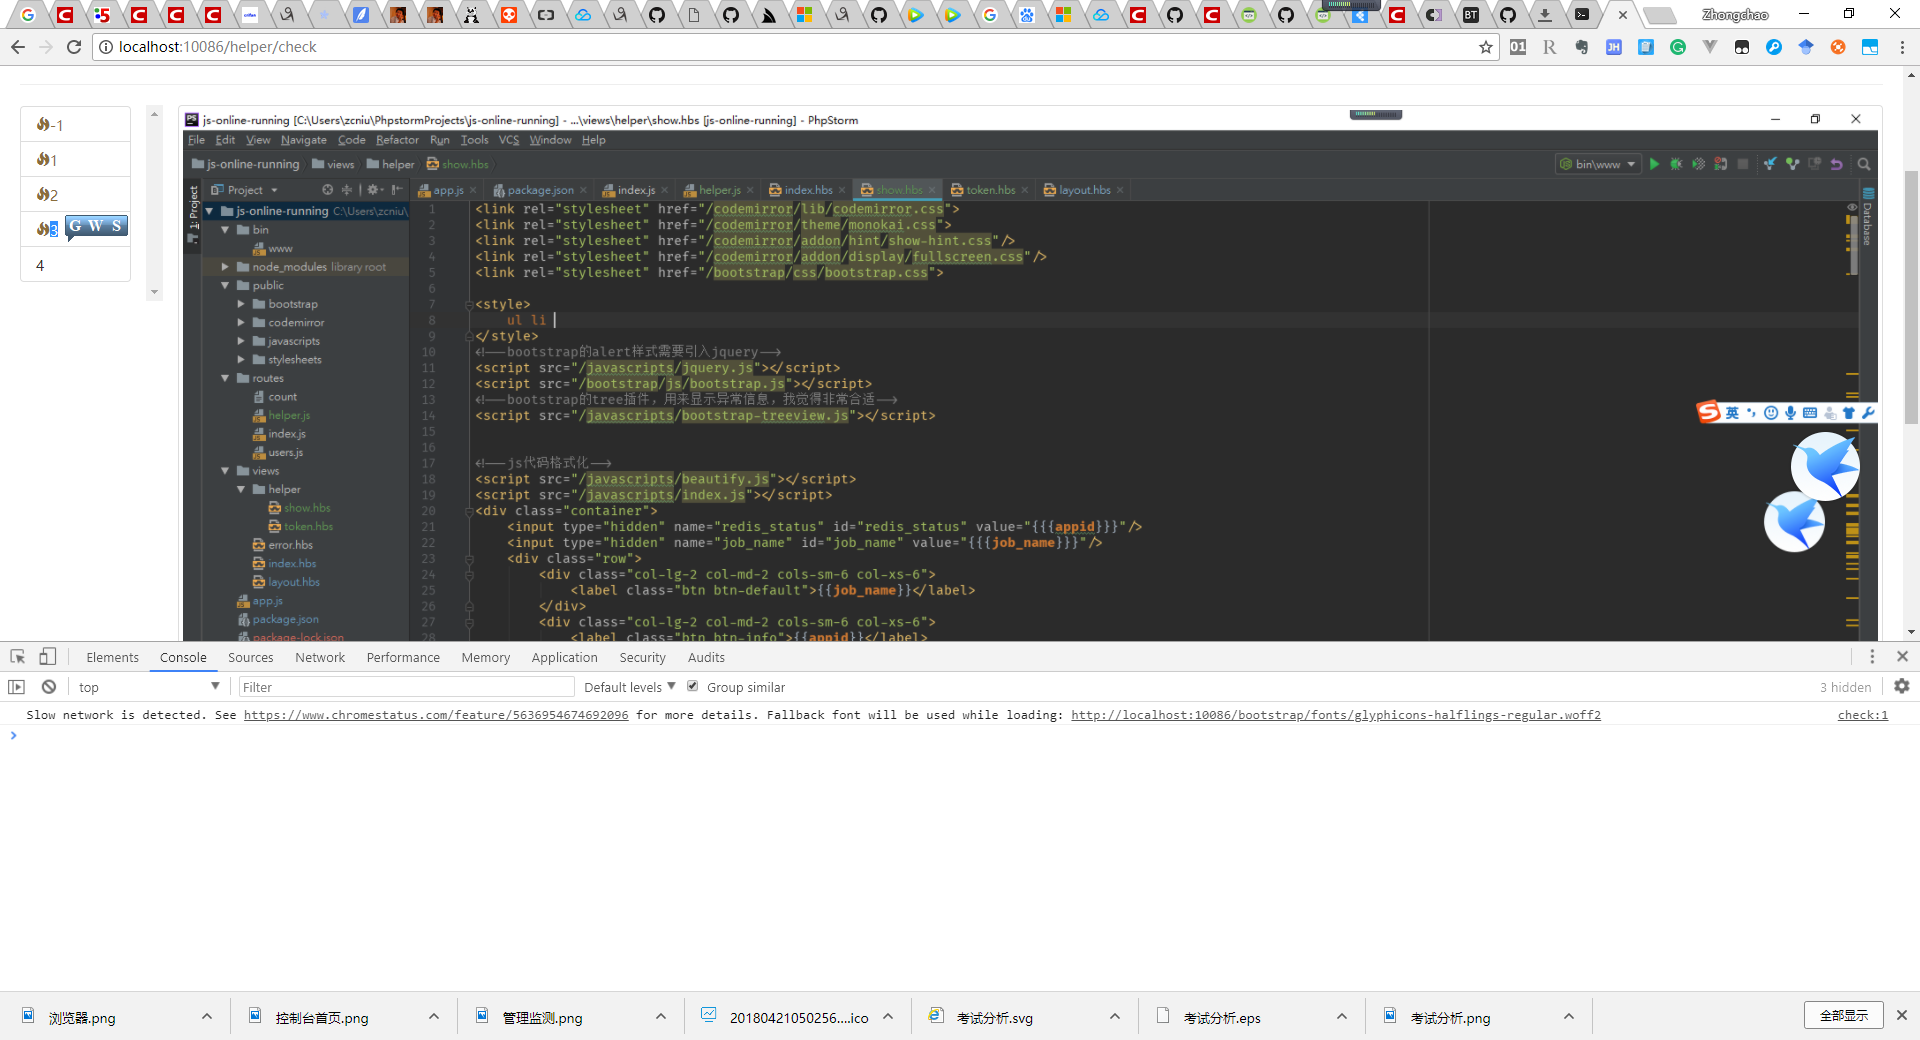 Zhongchao
localhost:10086/helper/check
-1
1
2
3 G W S
4
js-online-running [C:\Users\zcniu\PhpstormProjects\js-online-running] - ...\views\helper\show.hbs [js-online-running] - PhpStorm
File Edit View Navigate Code Refactor Run Tools VCS Window Help
js-online-running views helper show.hbs
bin\www
1: Project
Project
app.js package.json index.js helper.js index.hbs show.hbs token.hbs layout.hbs
Database
js-online-running C:\Users\zcniu\
bin
www
node_modules library root
public
bootstrap
codemirror
javascripts
stylesheets
routes
count
helper.js
index.js
users.js
views
helper
show.hbs
token.hbs
error.hbs
index.hbs
layout.hbs
app.js
package.json
package-lock.json
1 <link rel="stylesheet" href="/codemirror/lib/codemirror.css">
2 <link rel="stylesheet" href="/codemirror/theme/monokai.css">
3 <link rel="stylesheet" href="/codemirror/addon/hint/show-hint.css"/>
4 <link rel="stylesheet" href="/codemirror/addon/display/fullscreen.css"/>
5 <link rel="stylesheet" href="/bootstrap/css/bootstrap.css">
6
7 <style>
8 ul li
9 </style>
10 <!--bootstrap的alert样式需要引入jquery-->
11 <script src="/javascripts/jquery.js"></script>
12 <script src="/bootstrap/js/bootstrap.js"></script>
13 <!--bootstrap的tree插件，用来显示异常信息，我觉得非常合适-->
14 <script src="/javascripts/bootstrap-treeview.js"></script>
15
16
17 <!--js代码格式化-->
18 <script src="/javascripts/beautify.js"></script>
19 <script src="/javascripts/index.js"></script>
20 <div class="container">
21 <input type="hidden" name="redis_status" id="redis_status" value="{{{appid}}}"/>
22 <input type="hidden" name="job_name" id="job_name" value="{{{job_name}}}"/>
23 <div class="row">
24 <div class="col-lg-2 col-md-2 cols-sm-6 col-xs-6">
25 <label class="btn btn-default">{{job_name}}</label>
26 </div>
27 <div class="col-lg-2 col-md-2 cols-sm-6 col-xs-6">
28 <label class="btn btn-info">{{appid}}</label>
英
Elements Console Sources Network Performance Memory Application Security Audits
top Filter Default levels Group similar 3 hidden
Slow network is detected. See https://www.chromestatus.com/feature/5636954674692096 for more details. Fallback font will be used while loading: http://localhost:10086/bootstrap/fonts/glyphicons-halflings-regular.woff2 check:1
浏览器.png 控制台首页.png 管理监测.png 20180421050256....ico 考试分析.svg 考试分析.eps 考试分析.png 全部显示